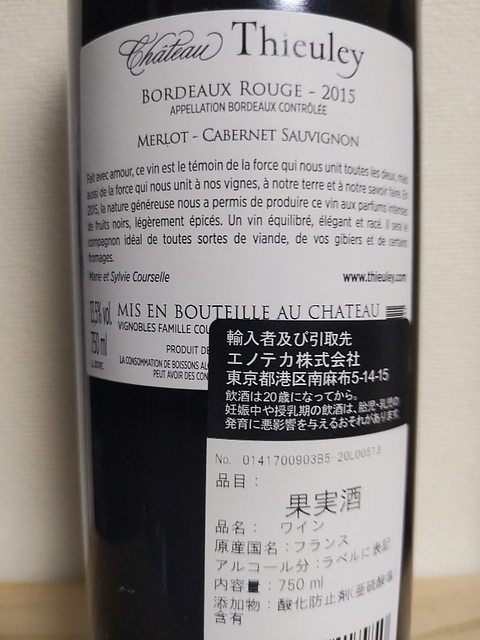 Château Thieuley
BORDEAUX ROUGE - 2015
APPELLATION BORDEAUX CONTRÔLÉE
MERLOT - CABERNET SAUVIGNON
Fait avec amour, ce vin est le témoin de la force qui nous unit toutes les deux, mais
aussi de la force qui nous unit à nos vignes, à notre terre et à notre savoir faire. En
2015, la nature généreuse nous a permis de produire ce vin aux parfums intenses
de fruits noirs, légèrement épicés. Un vin équilibré, élégant et racé. Il sera le
compagnon idéal de toutes sortes de viande, de vos gibiers et de certains
fromages.
Marie et Sylvie Courselle
www.thieuley.com
13,5% vol.
750 ml
MIS EN BOUTEILLE AU CHATEAU
VIGNOBLES FAMILLE COU
PRODUIT DE
LA CONSOMMATION DE BOISSONS AL
PEUT AVOIR DES CON
輸入者及び引取先
エノテカ株式会社
東京都港区南麻布5-14-15
飲酒は20歳になってから。
妊娠中や授乳期の飲酒は、胎児・乳児の
発育に悪影響を与えるおそれがあります。
No. 0141700903B5-20L00513
品目：
果実酒
品名： ワイン
原産国名：フランス
アルコール分：ラベルに表記
内容量：750 ml
添加物：酸化防止剤(亜硫酸塩)
含有